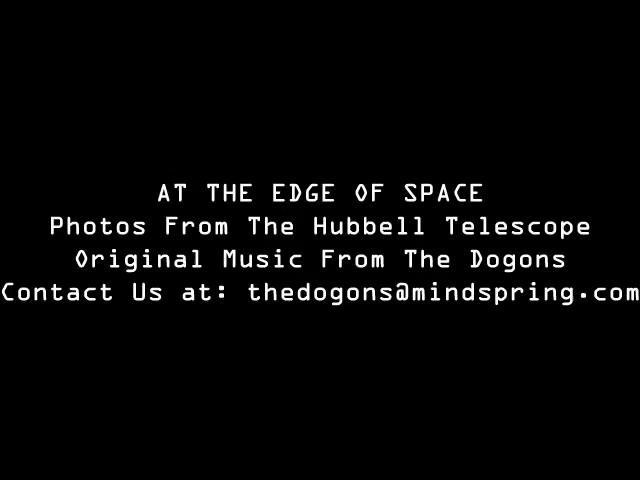 AT THE EDGE OF SPACE
Photos From The Hubbell Telescope
Original Music From The Dogons
Contact Us at: thedogons@mindspring.com